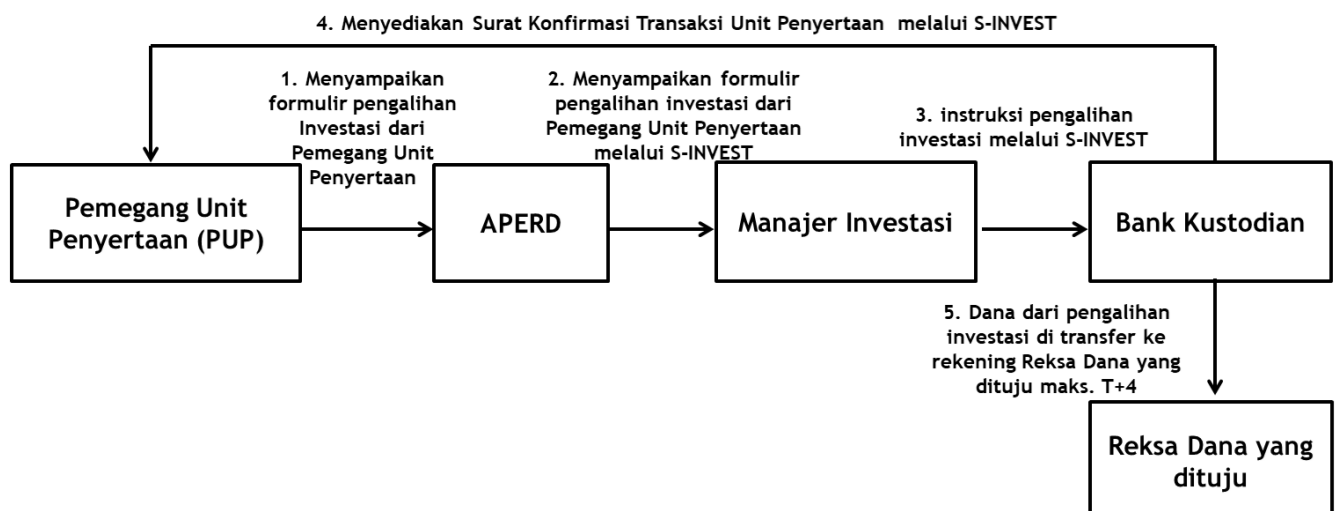 4. Menyediakan Surat Konfirmasi Transaksi Unit Penyertaan melalui S-INVEST
1. Menyampaikan
formulir pengalihan
Investasi dari
Pemegang Unit
Penyertaan
2. Menyampaikan formulir
pengalihan investasi dari
Pemegang Unit Penyertaan
melalui S-INVEST
3. instruksi pengalihan
investasi melalui S-INVEST
Pemegang Unit
Penyertaan (PUP)
APERD
Manajer Investasi
Bank Kustodian
5. Dana dari pengalihan
investasi di transfer ke
rekening Reksa Dana yang
dituju maks. T+4
Reksa Dana yang
dituju